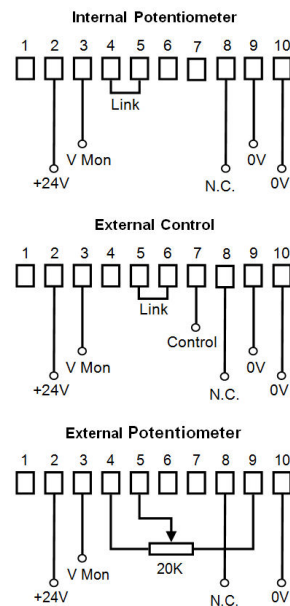 Internal Potentiometer
1 2 3 4 5 6 7 8 9 10
Link
V Mon
0V
+24V
N.C.
0V
External Control
1 2 3 4 5 6 7 8 9 10
Link
Control
V Mon
0V
+24V
N.C.
0V
External Potentiometer
1 2 3 4 5 6 7 8 9 10
V Mon
20K
+24V
N.C.
0V